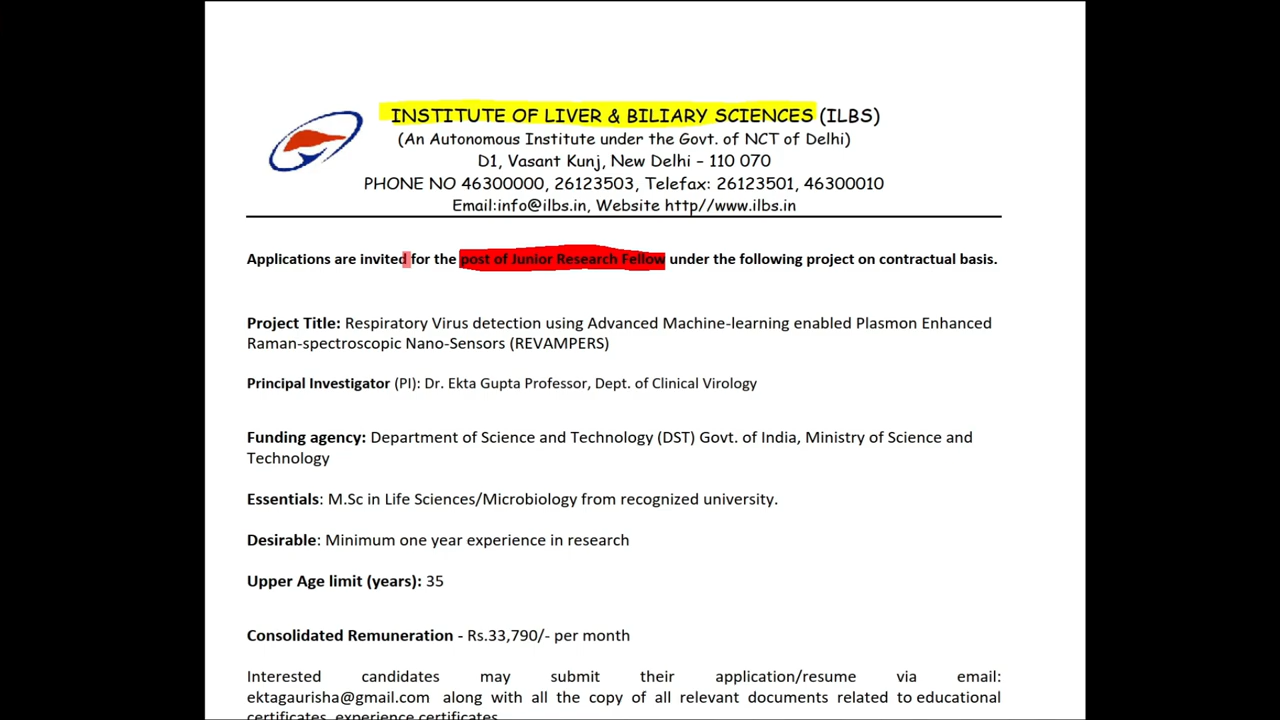 INSTITUTE OF LIVER & BILIARY SCIENCES (ILBS)
(An Autonomous Institute under the Govt. of NCT of Delhi)
D1, Vasant Kunj, New Delhi – 110 070
PHONE NO 46300000, 26123503, Telefax: 26123501, 46300010
Email:info@ilbs.in, Website http//www.ilbs.in
Applications are invited for the post of Junior Research Fellow under the following project on contractual basis.
Project Title: Respiratory Virus detection using Advanced Machine-learning enabled Plasmon Enhanced
Raman-spectroscopic Nano-Sensors (REVAMPERS)
Principal Investigator (PI): Dr. Ekta Gupta Professor, Dept. of Clinical Virology
Funding agency: Department of Science and Technology (DST) Govt. of India, Ministry of Science and
Technology
Essentials: M.Sc in Life Sciences/Microbiology from recognized university.
Desirable: Minimum one year experience in research
Upper Age limit (years): 35
Consolidated Remuneration - Rs.33,790/- per month
Interested candidates may submit their application/resume via email:
ektagaurisha@gmail.com along with all the copy of all relevant documents related to educational
certificates, experience certificates